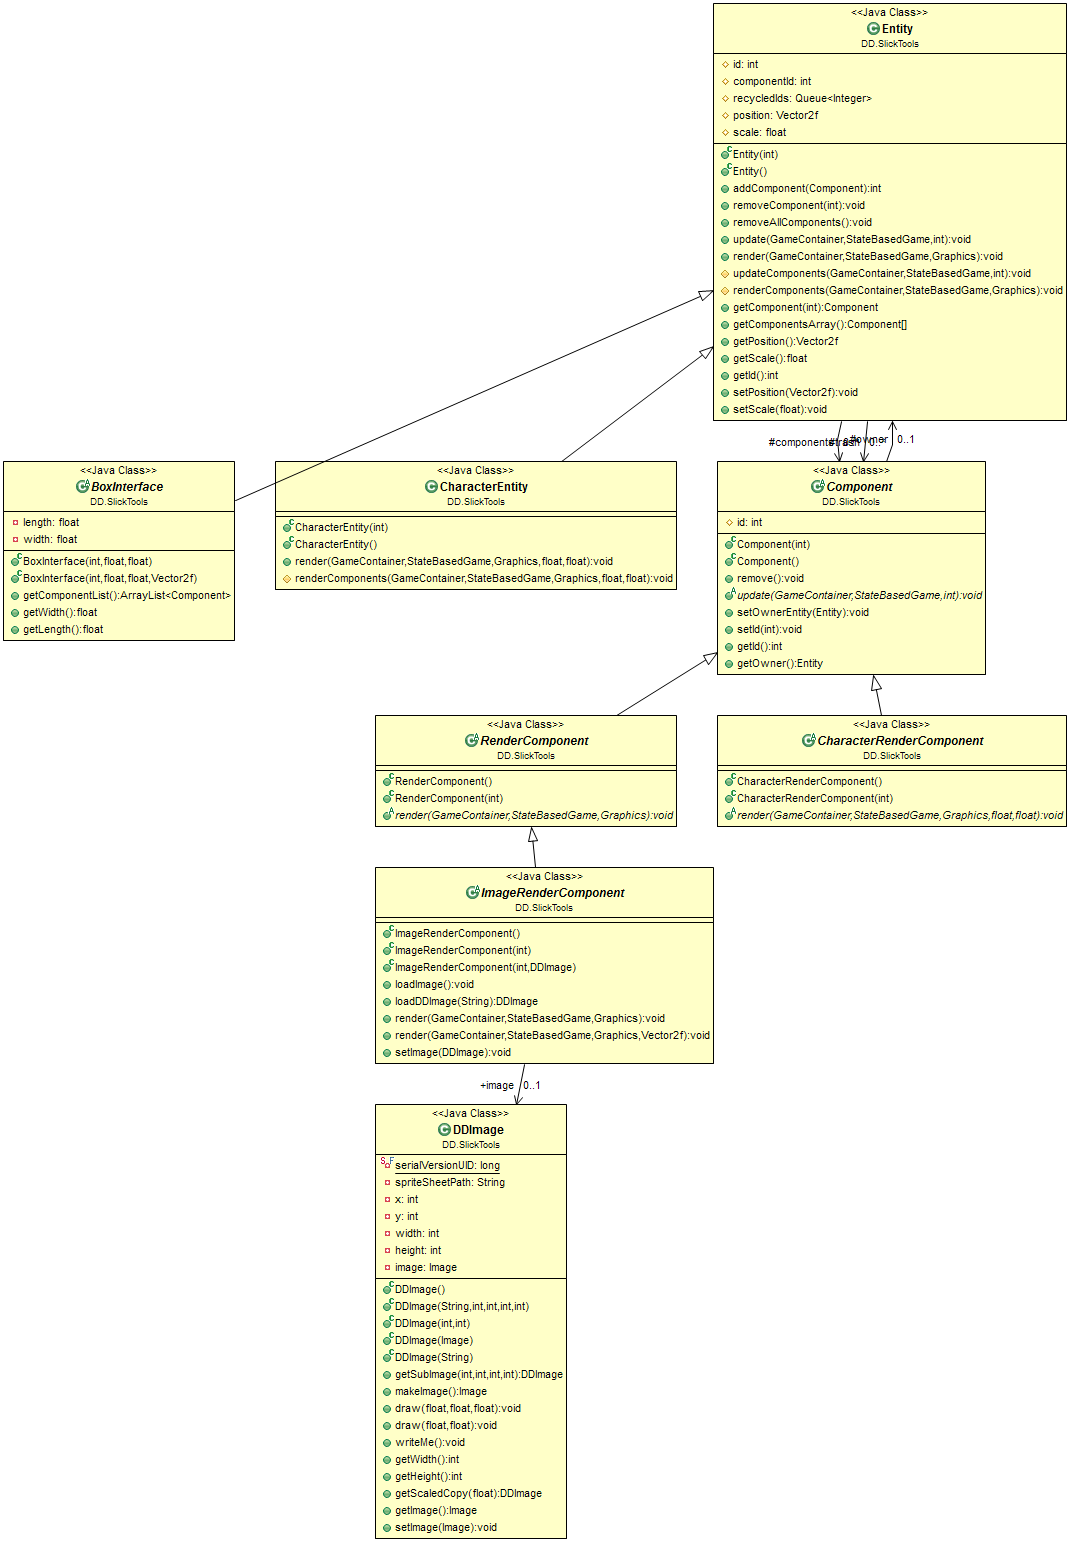 <<Java Class>>
Entity
DD.SlickTools
id: int
componentId: int
recycledIds: Queue<Integer>
position: Vector2f
scale: float
Entity(int)
Entity()
addComponent(Component):int
removeComponent(int):void
removeAllComponents():void
update(GameContainer,StateBasedGame,int):void
render(GameContainer,StateBasedGame,Graphics):void
updateComponents(GameContainer,StateBasedGame,int):void
renderComponents(GameContainer,StateBasedGame,Graphics):void
getComponent(int):Component
getComponentsArray():Component[]
getPosition():Vector2f
getScale():float
getId():int
setPosition(Vector2f):void
setScale(float):void
#components
#trash
0..*
#owner
0..1
<<Java Class>>
BoxInterface
DD.SlickTools
length: float
width: float
BoxInterface(int,float,float)
BoxInterface(int,float,float,Vector2f)
getComponentList():ArrayList<Component>
getWidth():float
getLength():float
<<Java Class>>
CharacterEntity
DD.SlickTools
CharacterEntity(int)
CharacterEntity()
render(GameContainer,StateBasedGame,Graphics,float,float):void
renderComponents(GameContainer,StateBasedGame,Graphics,float,float):void
<<Java Class>>
Component
DD.SlickTools
id: int
Component(int)
Component()
remove():void
update(GameContainer,StateBasedGame,int):void
setOwnerEntity(Entity):void
setId(int):void
getId():int
getOwner():Entity
<<Java Class>>
RenderComponent
DD.SlickTools
RenderComponent()
RenderComponent(int)
render(GameContainer,StateBasedGame,Graphics):void
<<Java Class>>
CharacterRenderComponent
DD.SlickTools
CharacterRenderComponent()
CharacterRenderComponent(int)
render(GameContainer,StateBasedGame,Graphics,float,float):void
<<Java Class>>
ImageRenderComponent
DD.SlickTools
ImageRenderComponent()
ImageRenderComponent(int)
ImageRenderComponent(int,DDImage)
loadImage():void
loadDDImage(String):DDImage
render(GameContainer,StateBasedGame,Graphics):void
render(GameContainer,StateBasedGame,Graphics,Vector2f):void
setImage(DDImage):void
+image 0..1
<<Java Class>>
DDImage
DD.SlickTools
serialVersionUID: long
spriteSheetPath: String
x: int
y: int
width: int
height: int
image: Image
DDImage()
DDImage(String,int,int,int,int)
DDImage(int,int)
DDImage(Image)
DDImage(String)
getSubImage(int,int,int,int):DDImage
makeImage():Image
draw(float,float,float):void
draw(float,float):void
writeMe():void
getWidth():int
getHeight():int
getScaledCopy(float):DDImage
getImage():Image
setImage(Image):void